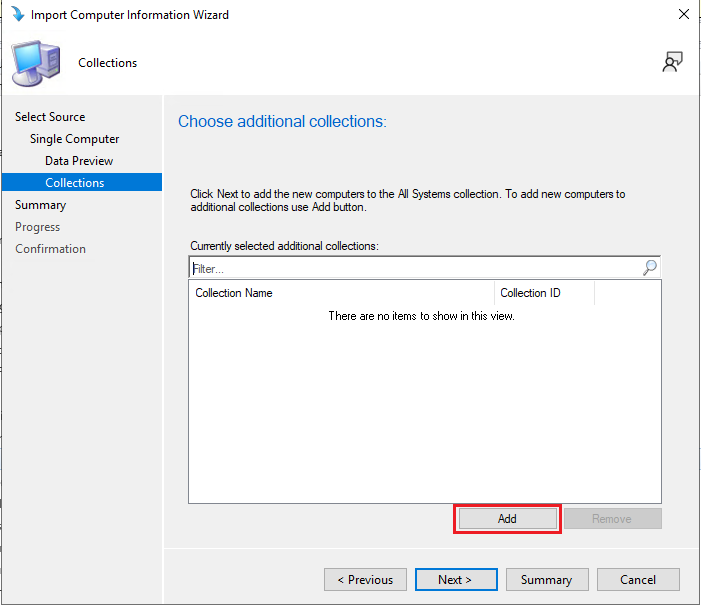 Import Computer Information Wizard
Collections
Select Source
Single Computer
Data Preview
Collections
Summary
Progress
Confirmation
Choose additional collections:
Click Next to add the new computers to the All Systems collection. To add new computers to
additional collections use Add button.
Currently selected additional collections:
Filter...
Collection Name Collection ID
There are no items to show in this view.
Add Remove
< Previous Next > Summary Cancel